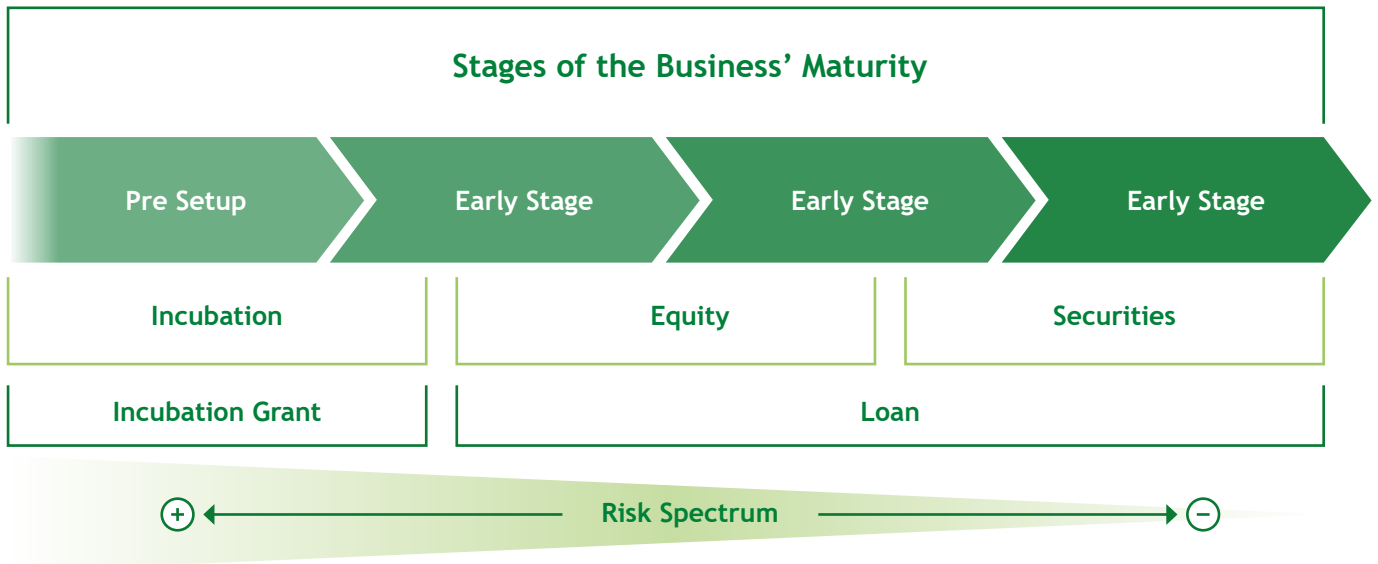 Stages of the Business’ Maturity
Pre Setup
Early Stage
Early Stage
Early Stage
Incubation
Equity
Securities
Incubation Grant
Loan
+
Risk Spectrum
−